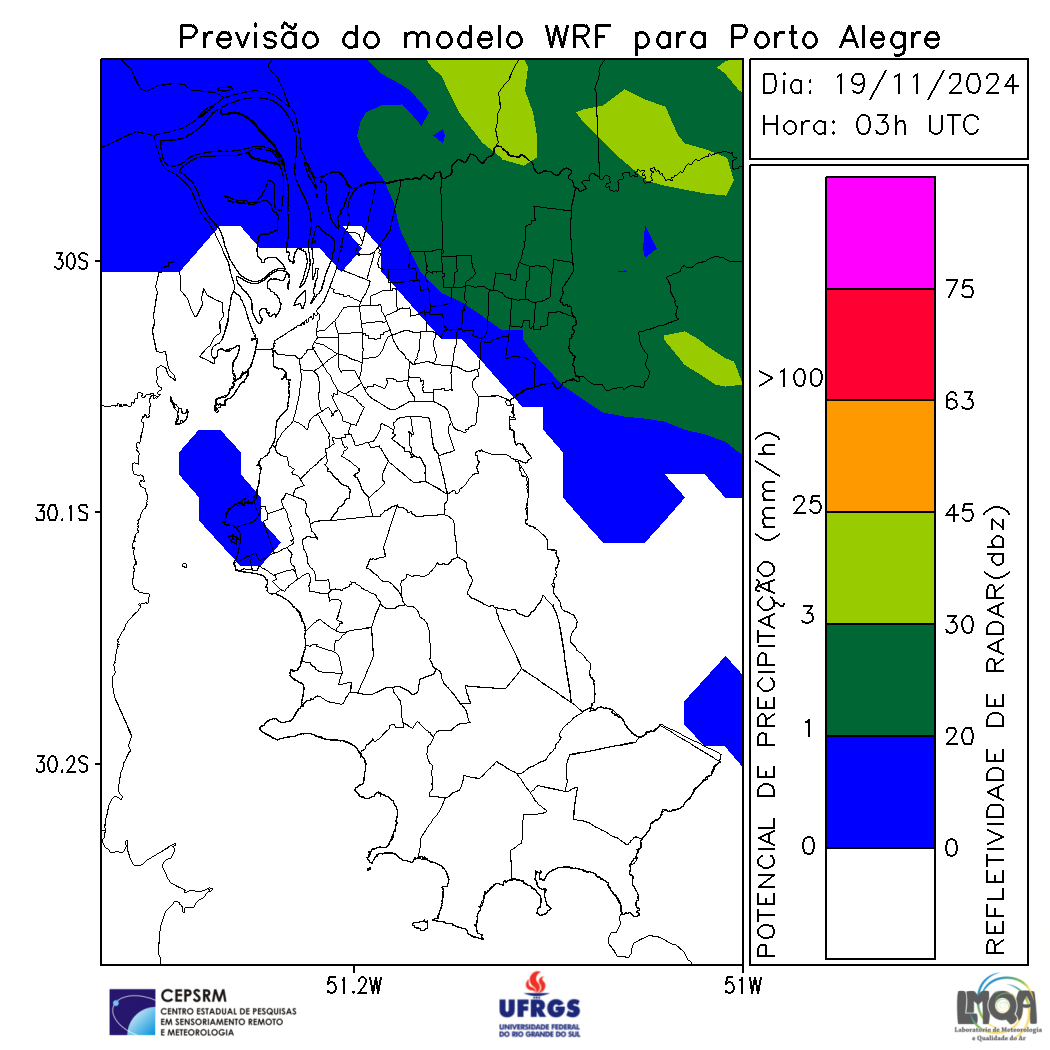 Previsão do modelo WRF para Porto Alegre
Dia: 19/11/2024
Hora: 03h UTC
30S
30.1S
30.2S
51.2W
51W
POTENCIAL DE PRECIPITAÇÃO (mm/h)
>100
25
3
1
0
75
63
45
30
20
0
REFLETIVIDADE DE RADAR(dbz)
CEPSRM
CENTRO ESTADUAL DE PESQUISAS
EM SENSORIAMENTO REMOTO
E METEOROLOGIA
UFRGS
UNIVERSIDADE FEDERAL
DO RIO GRANDE DO SUL
LMQA
Laboratório de Meteorologia
e Qualidade do Ar